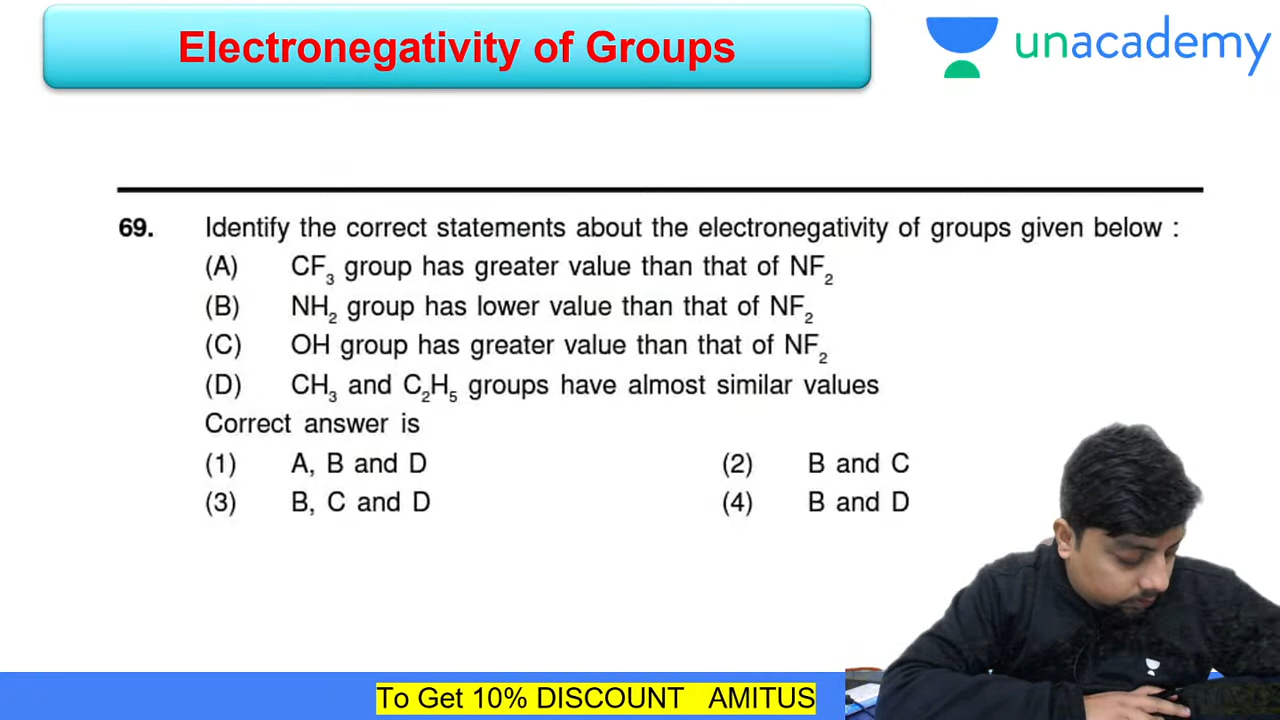 Electronegativity of Groups
unacademy
69. Identify the correct statements about the electronegativity of groups given below :
(A) CF₃ group has greater value than that of NF₂
(B) NH₂ group has lower value than that of NF₂
(C) OH group has greater value than that of NF₂
(D) CH₃ and C₂H₅ groups have almost similar values
Correct answer is
(1) A, B and D (2) B and C
(3) B, C and D (4) B and D
To Get 10% DISCOUNT AMITUS